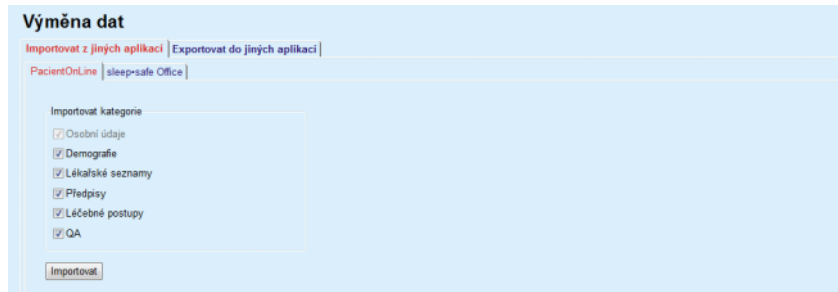 Výměna dat
Importovat z jiných aplikací Exportovat do jiných aplikací
PacientOnLine sleep•safe Office
Importovat kategorie
Osobní údaje
Demografie
Lékařské seznamy
Předpisy
Léčebné postupy
QA
Importovat